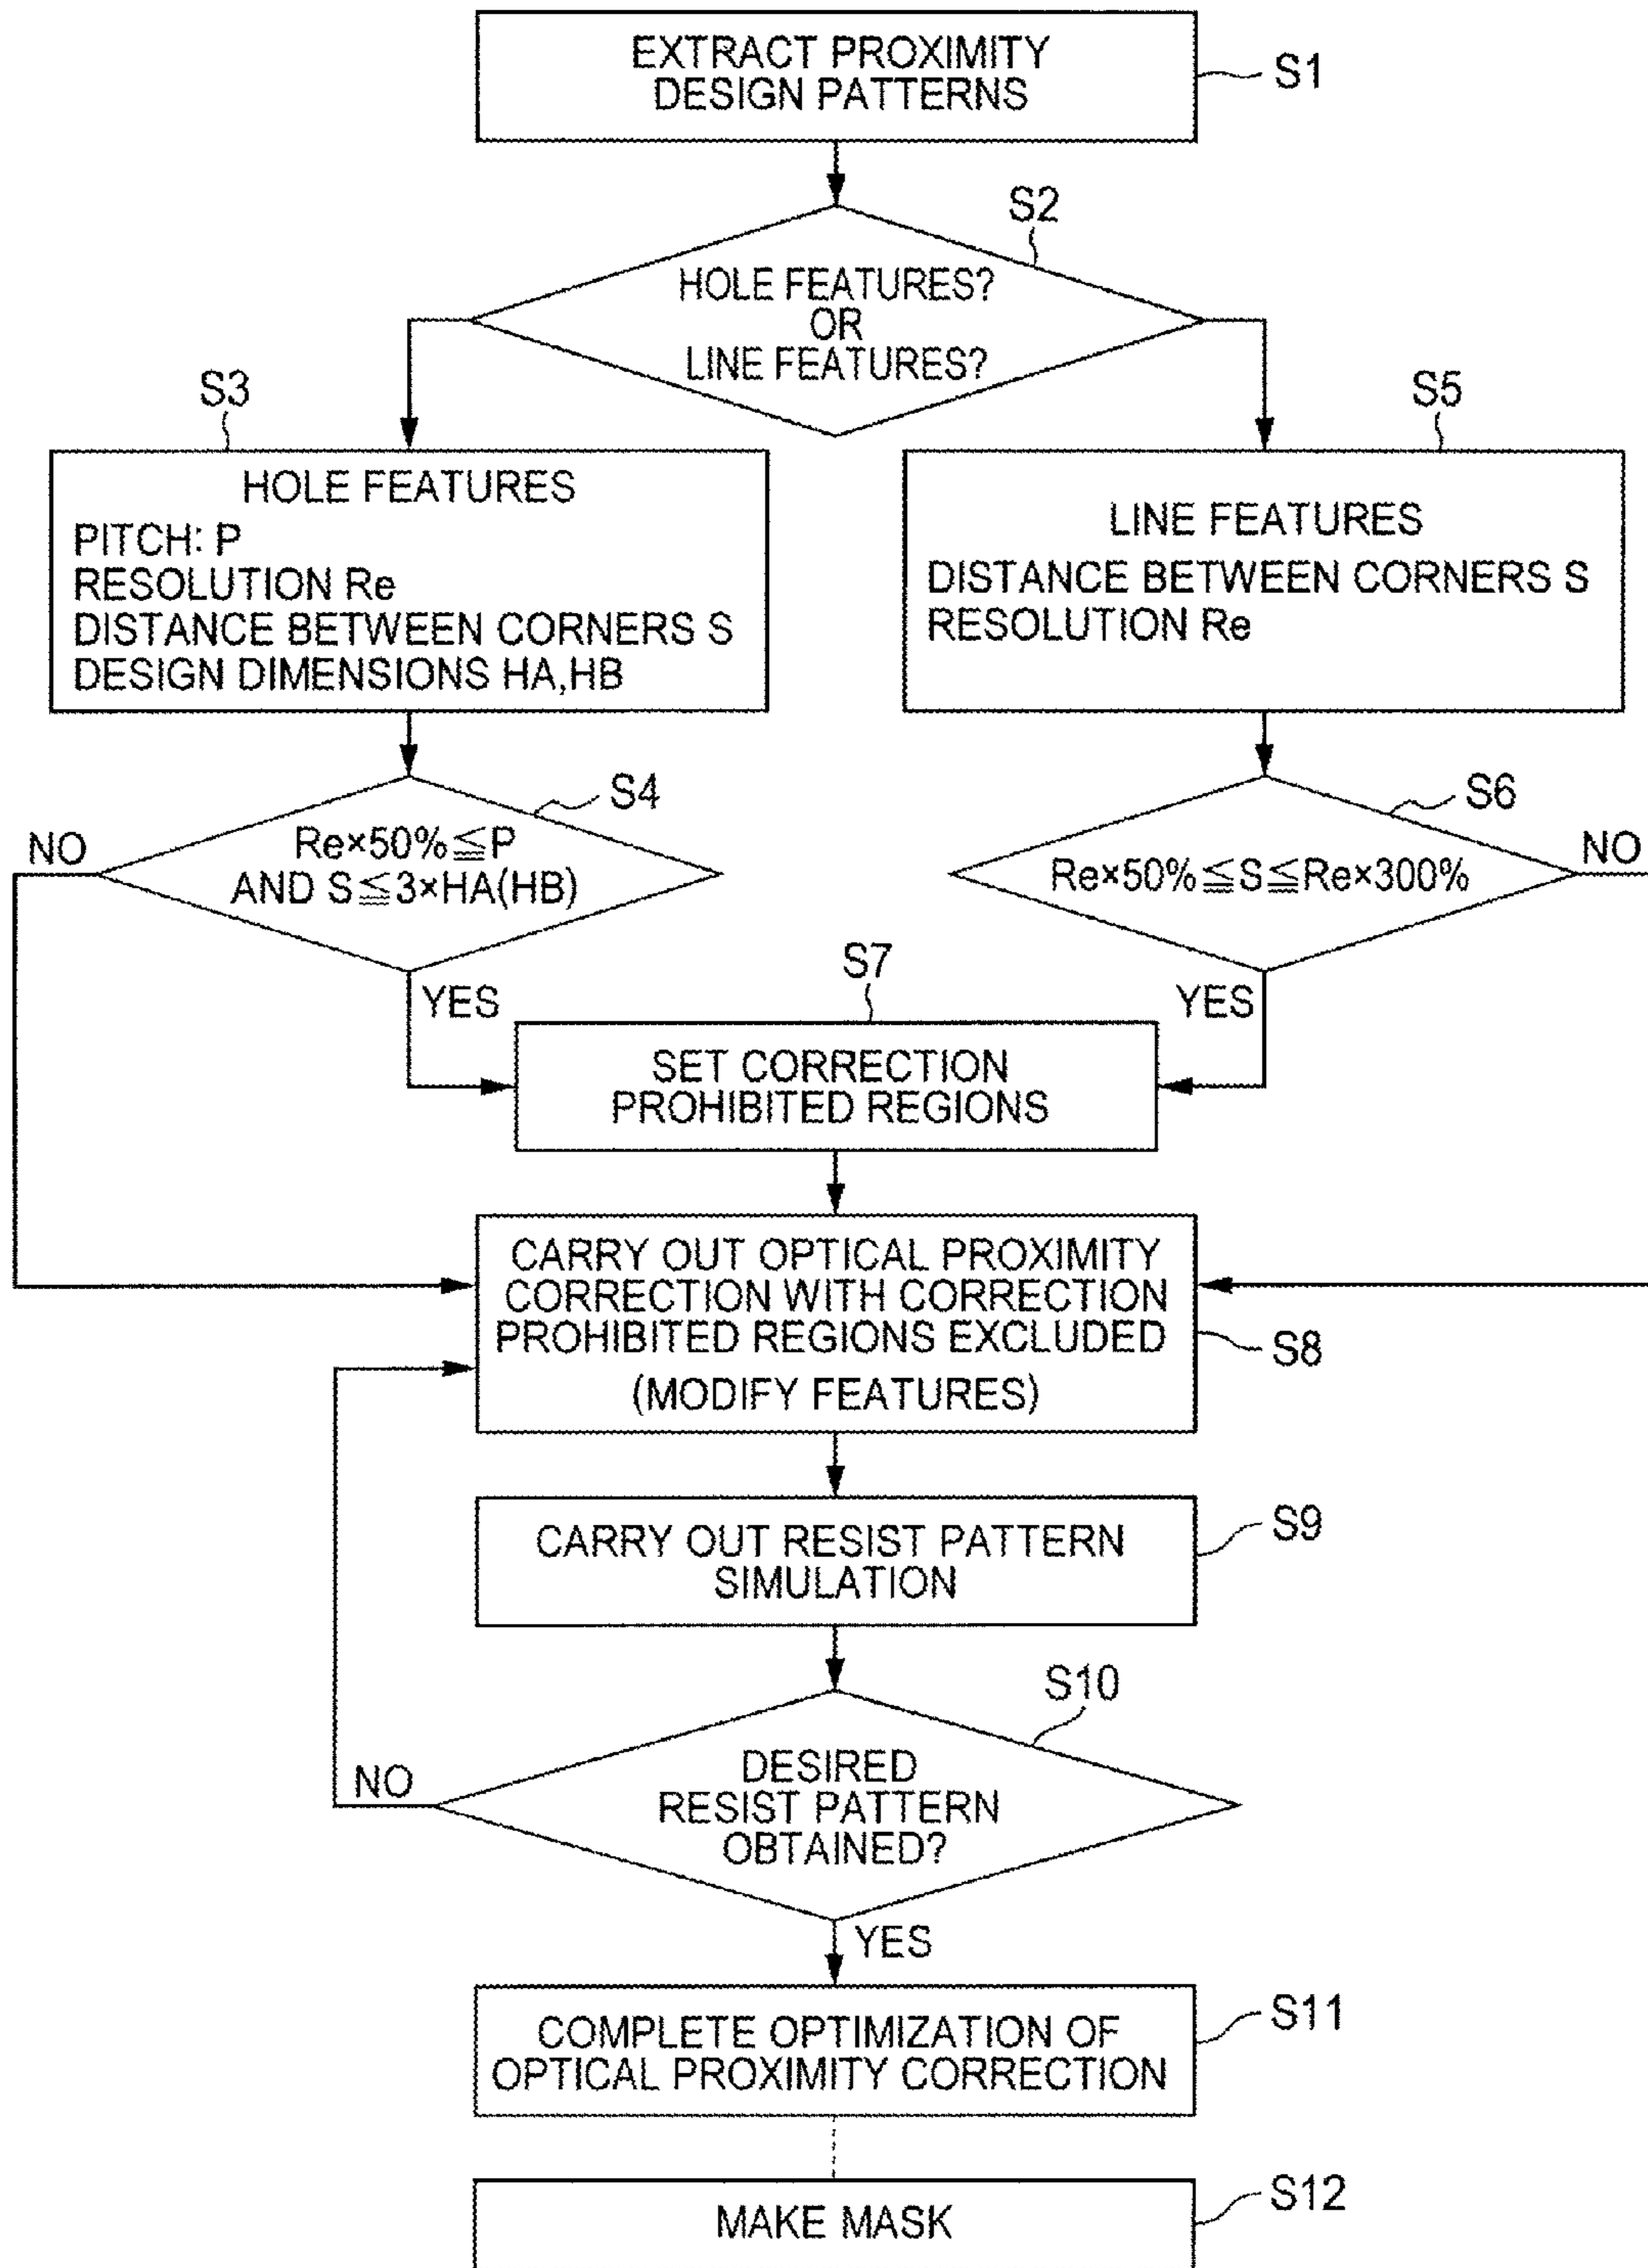 EXTRACT PROXIMITY
DESIGN PATTERNS
S1
S2
HOLE FEATURES?
OR
LINE FEATURES?
S3
HOLE FEATURES
PITCH: P
RESOLUTION Re
DISTANCE BETWEEN CORNERS S
DESIGN DIMENSIONS HA,HB
S5
LINE FEATURES
DISTANCE BETWEEN CORNERS S
RESOLUTION Re
S4
Re×50%≦P
AND S≦3×HA(HB)
NO
YES
S6
Re×50%≦S≦Re×300%
NO
YES
S7
SET CORRECTION
PROHIBITED REGIONS
CARRY OUT OPTICAL PROXIMITY
CORRECTION WITH CORRECTION
PROHIBITED REGIONS EXCLUDED
(MODIFY FEATURES)
S8
CARRY OUT RESIST PATTERN
SIMULATION
S9
S10
DESIRED
RESIST PATTERN
OBTAINED?
NO
YES
COMPLETE OPTIMIZATION OF
OPTICAL PROXIMITY CORRECTION
S11
MAKE MASK
S12